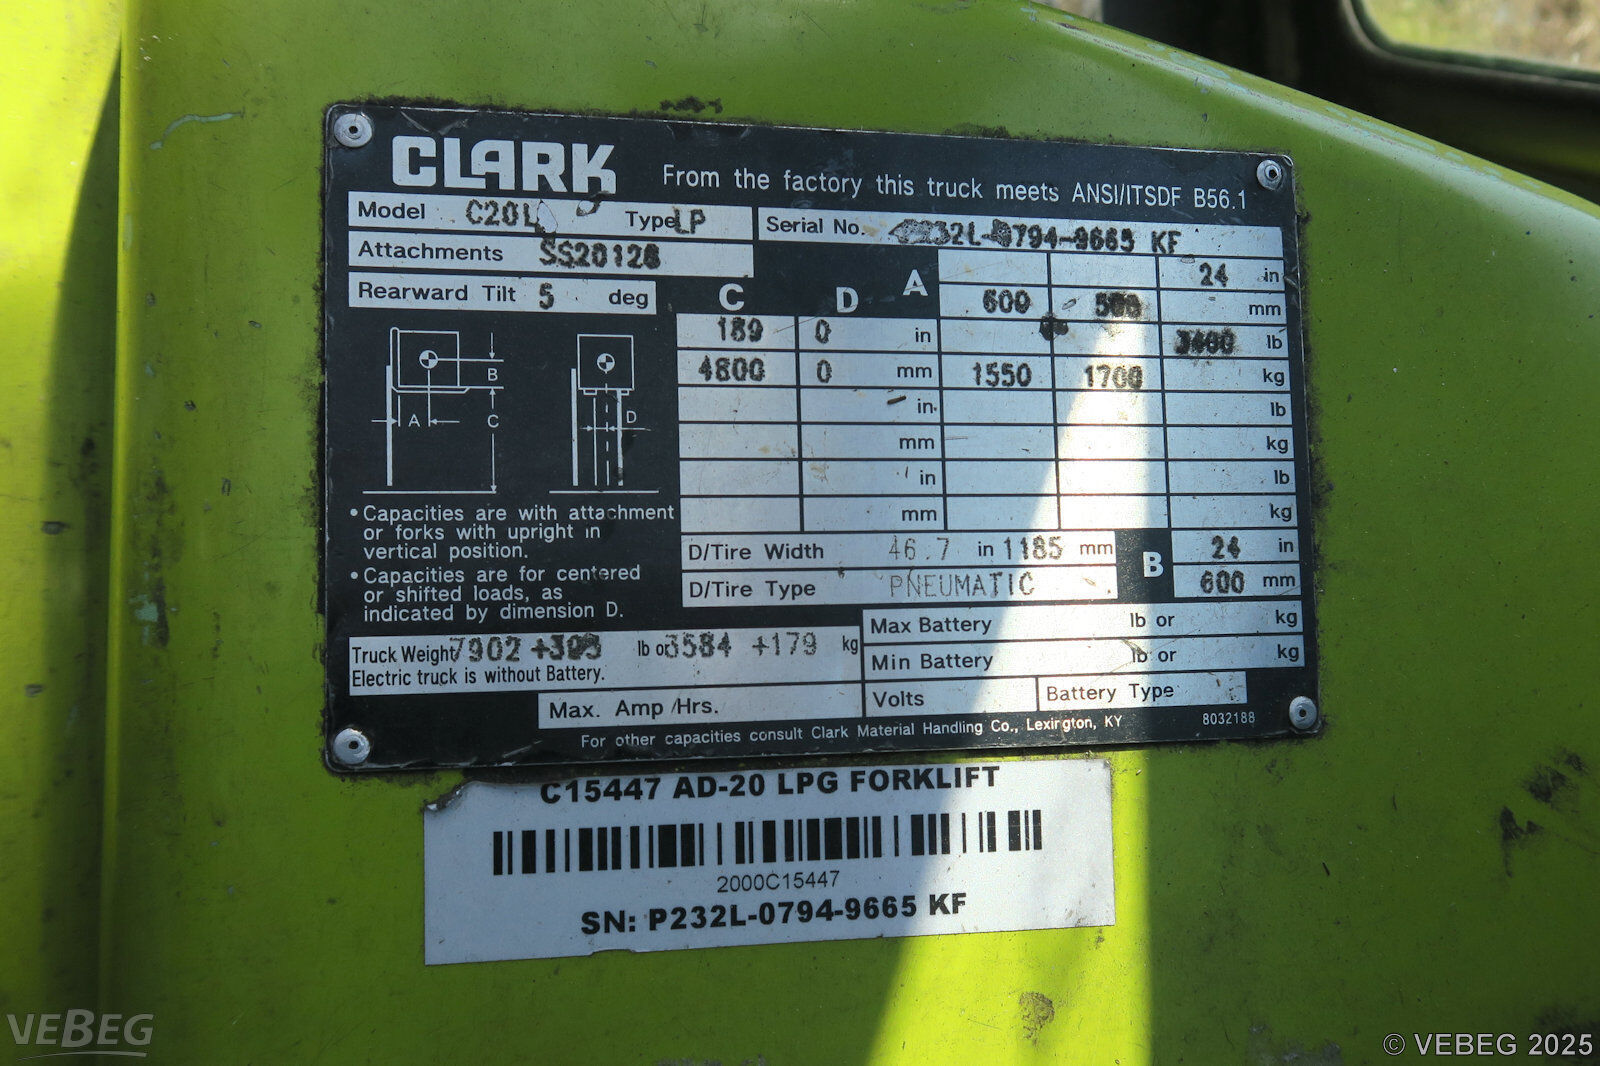 CLARK From the factory this truck meets ANSI/ITSDF B56.1
Model C20L Type LP Serial No. 232L-0794-9665 KF
Attachments SS20128
Rearward Tilt 5 deg
C D A 24 in
600 500 mm
189 0 in 3400 lb
4800 0 mm 1550 1700 kg
in lb
mm kg
in lb
mm kg
B
A C
D
• Capacities are with attachment
or forks with upright in
vertical position.
• Capacities are for centered
or shifted loads, as
indicated by dimension D.
D/Tire Width 46.7 in 1185 mm B 24 in
D/Tire Type PNEUMATIC 600 mm
Truck Weight 7902 +398 lb or 3584 +179 kg
Electric truck is without Battery.
Max Battery lb or kg
Min Battery lb or kg
Max. Amp /Hrs. Volts Battery Type
For other capacities consult Clark Material Handling Co., Lexington, KY 8032188
C15447 AD-20 LPG FORKLIFT
2000C15447
SN: P232L-0794-9665 KF
VEBEG
© VEBEG 2025